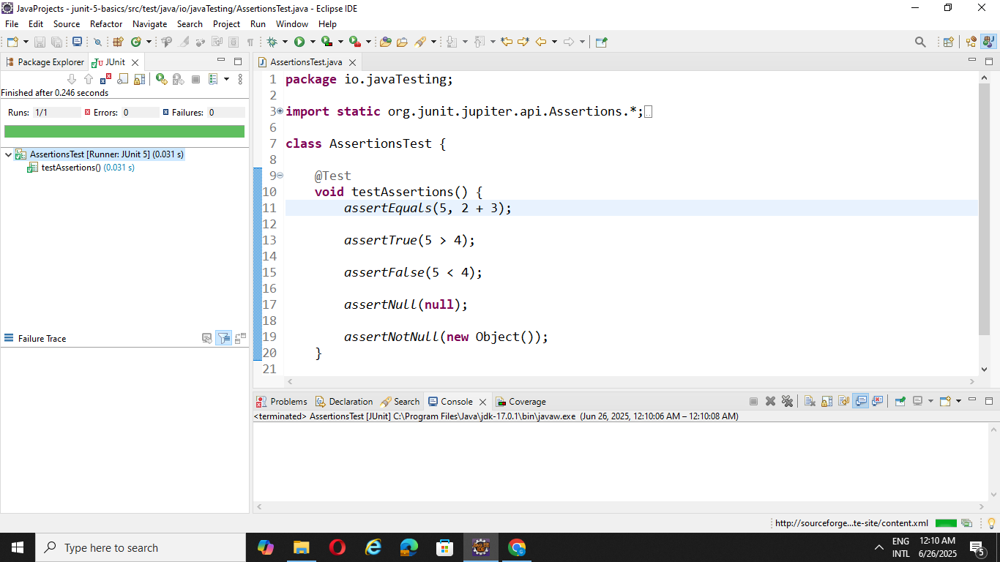 JavaProjects - junit-5-basics/src/test/java/io/javaTesting/AssertionsTest.java - Eclipse IDE
File Edit Source Refactor Navigate Search Project Run Window Help
Package Explorer JUnit
Finished after 0.246 seconds
Runs: 1/1 Errors: 0 Failures: 0
AssertionsTest [Runner: JUnit 5] (0.031 s)
testAssertions() (0.031 s)
Failure Trace
AssertionsTest.java
1 package io.javaTesting;
2
3 import static org.junit.jupiter.api.Assertions.*;
6
7 class AssertionsTest {
8
9 @Test
10 void testAssertions() {
11 assertEquals(5, 2 + 3);
12
13 assertTrue(5 > 4);
14
15 assertFalse(5 < 4);
16
17 assertNull(null);
18
19 assertNotNull(new Object());
20 }
21
Problems Declaration Search Console Coverage
<terminated> AssertionsTest [JUnit] C:\Program Files\Java\jdk-17.0.1\bin\javaw.exe (Jun 26, 2025, 12:10:06 AM – 12:10:08 AM)
http://sourceforge...te-site/content.xml
Type here to search
ENG
INTL
12:10 AM
6/26/2025
5